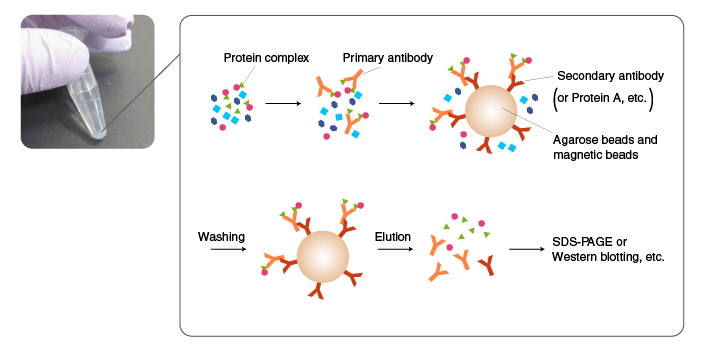 Protein complex
Primary antibody
Secondary antibody
(or Protein A, etc.)
Agarose beads and
magnetic beads
Washing
Elution
SDS-PAGE or
Western blotting, etc.